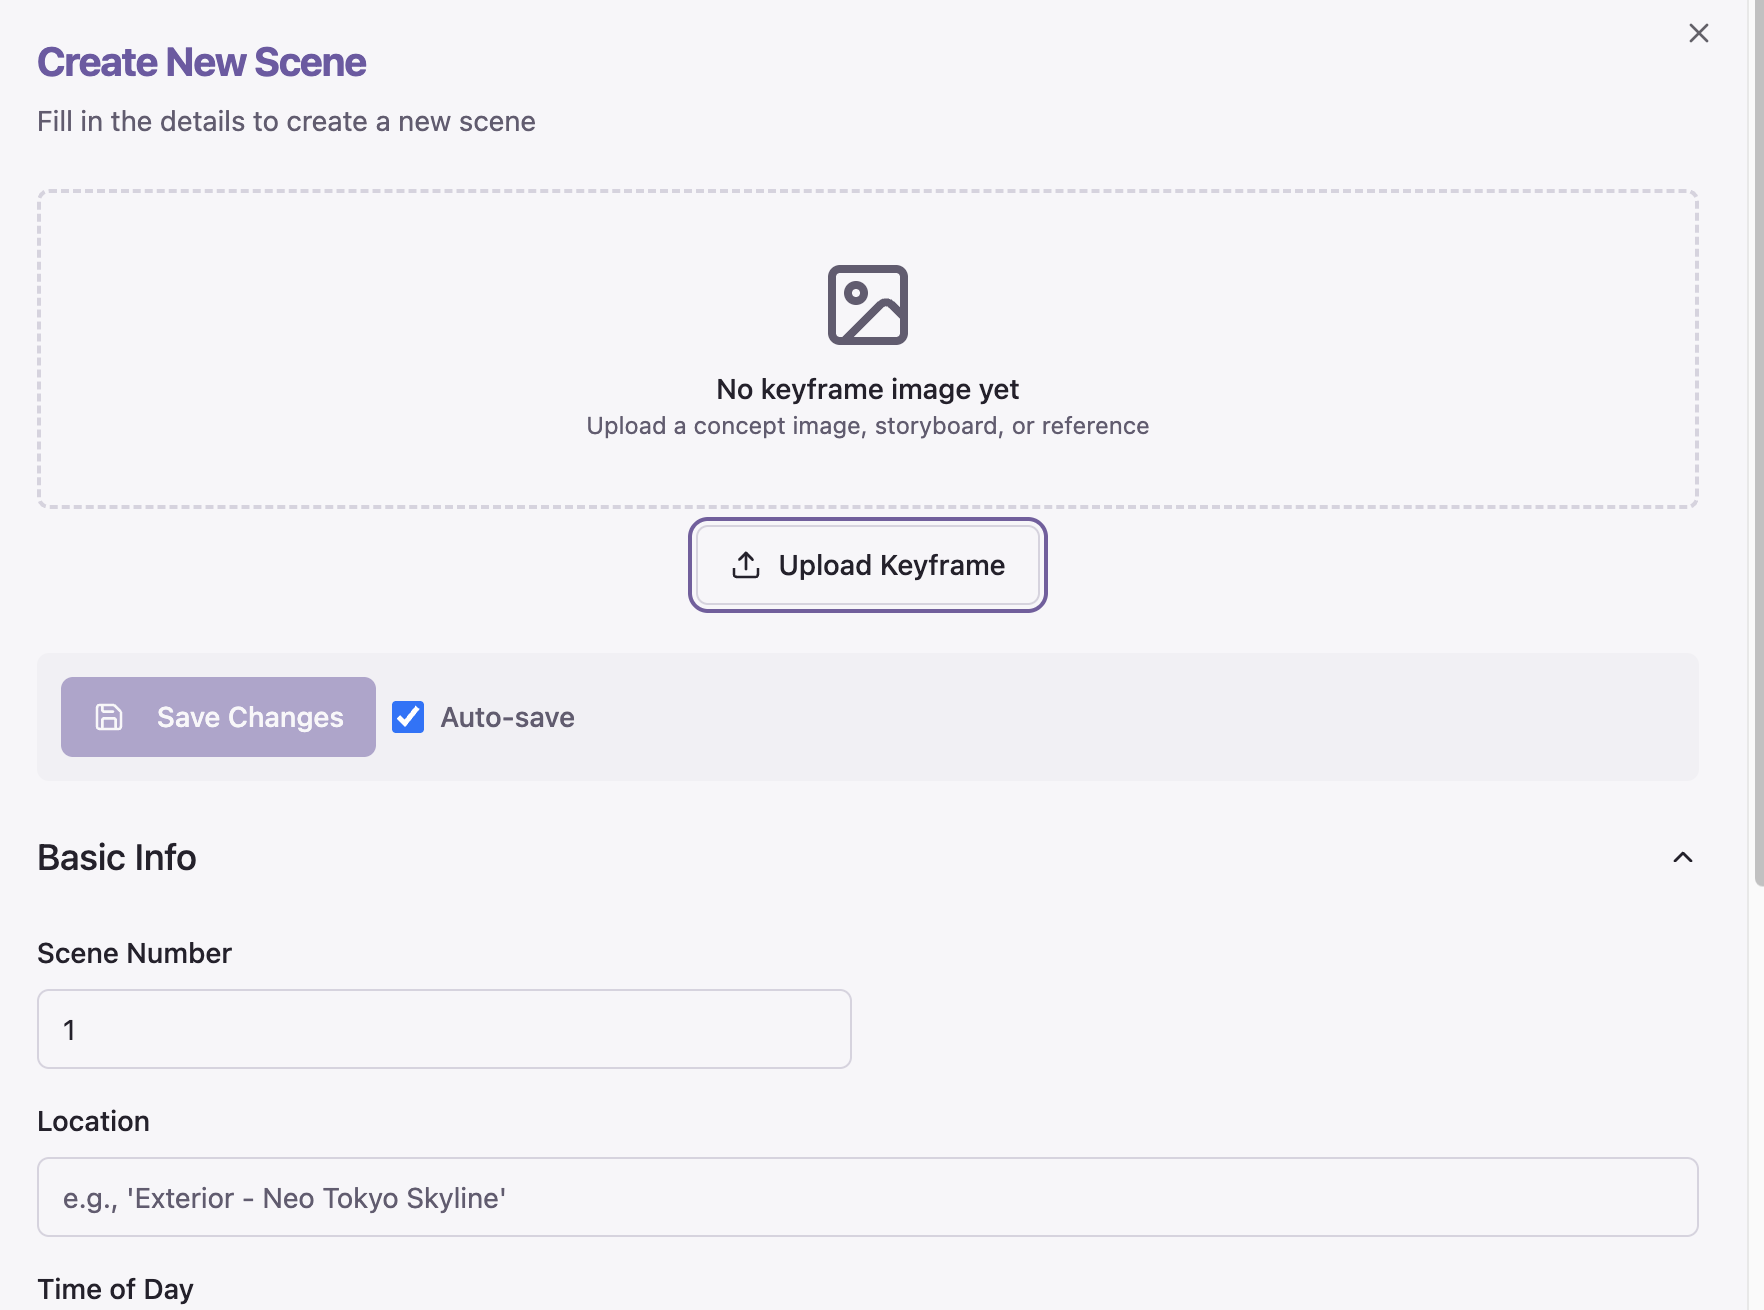 Create New Scene
Fill in the details to create a new scene
No keyframe image yet
Upload a concept image, storyboard, or reference
Upload Keyframe
Save Changes
Auto-save
Basic Info
Scene Number
1
Location
e.g., 'Exterior - Neo Tokyo Skyline'
Time of Day